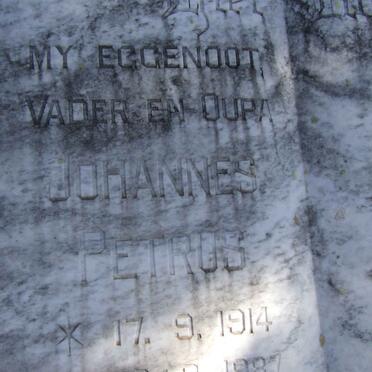 MY EGGENOOT,
VADER EN OUPA
JOHANNES
PETRUS
* 17. 9. 1914